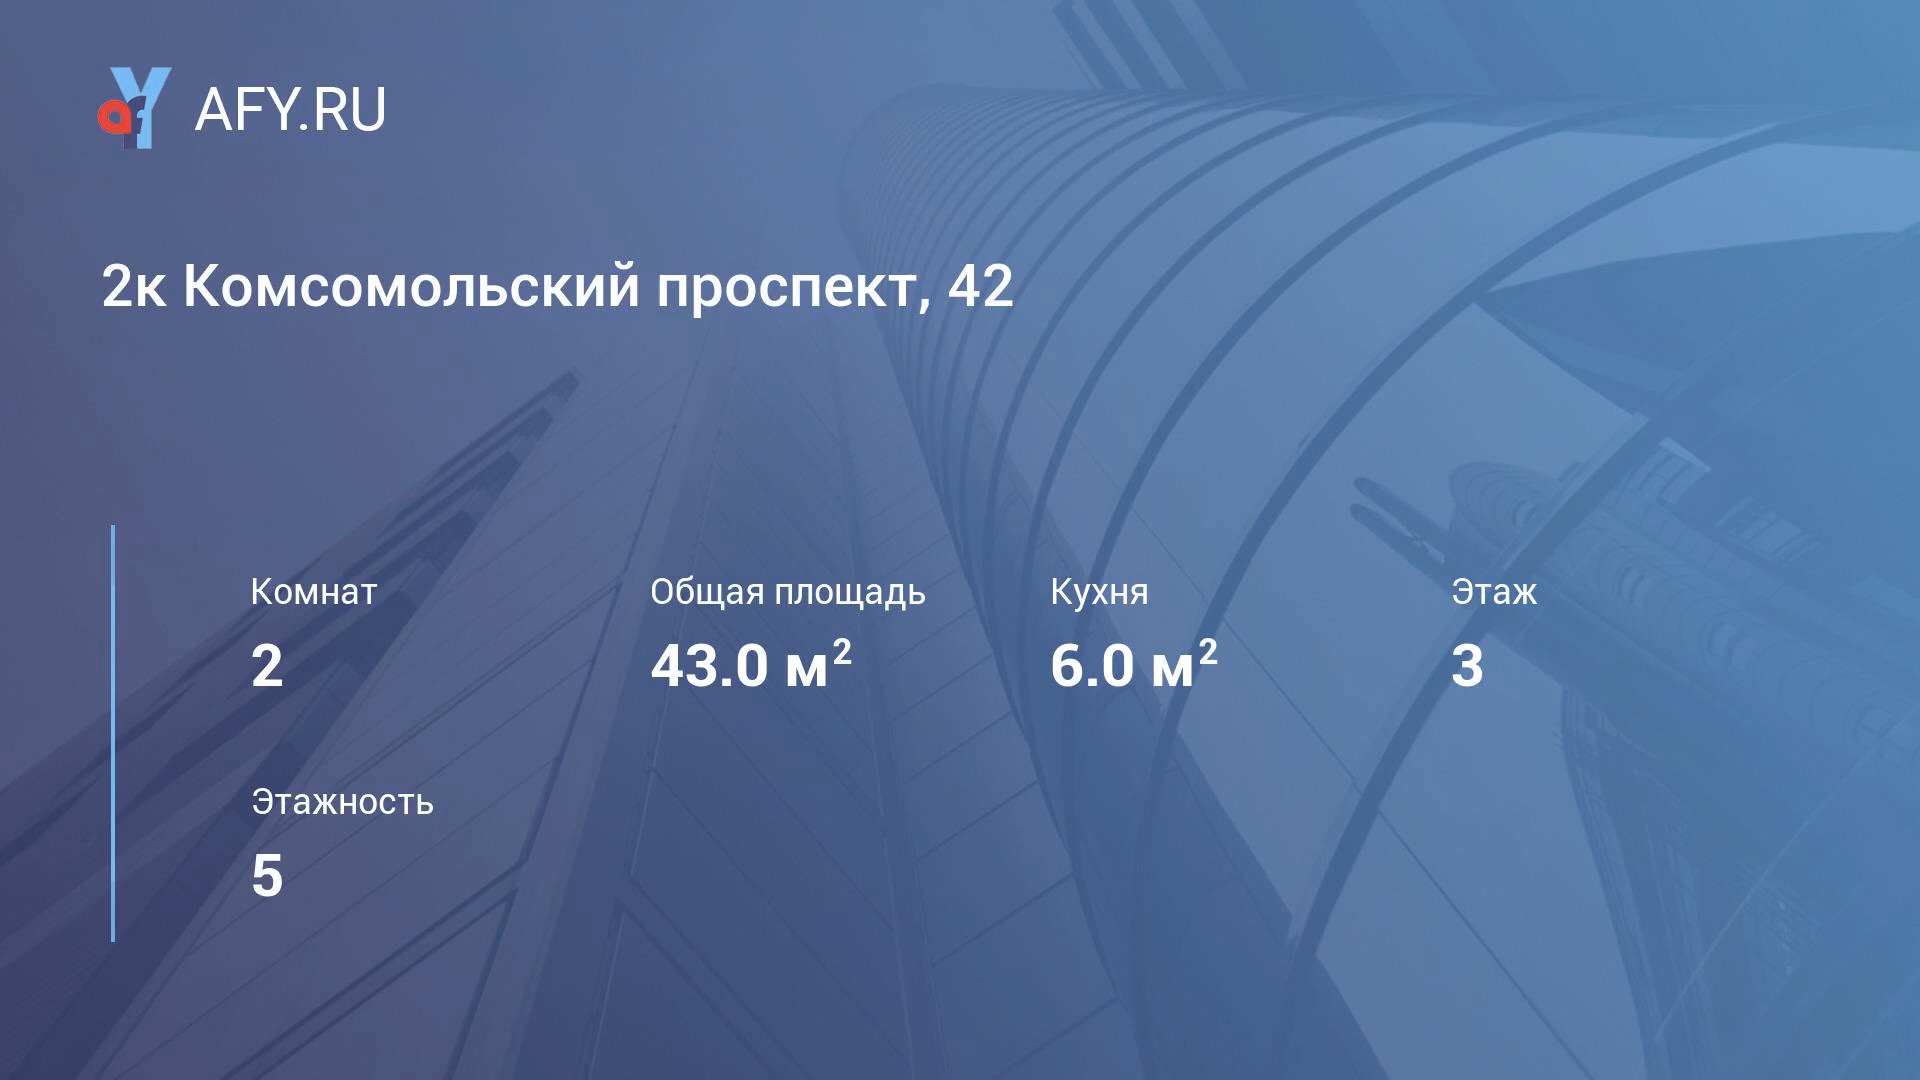 af
AFY.RU
2к Комсомольский проспект, 42
Комнат
2
Общая площадь
43.0 м²
Кухня
6.0 м²
Этаж
3
Этажность
5